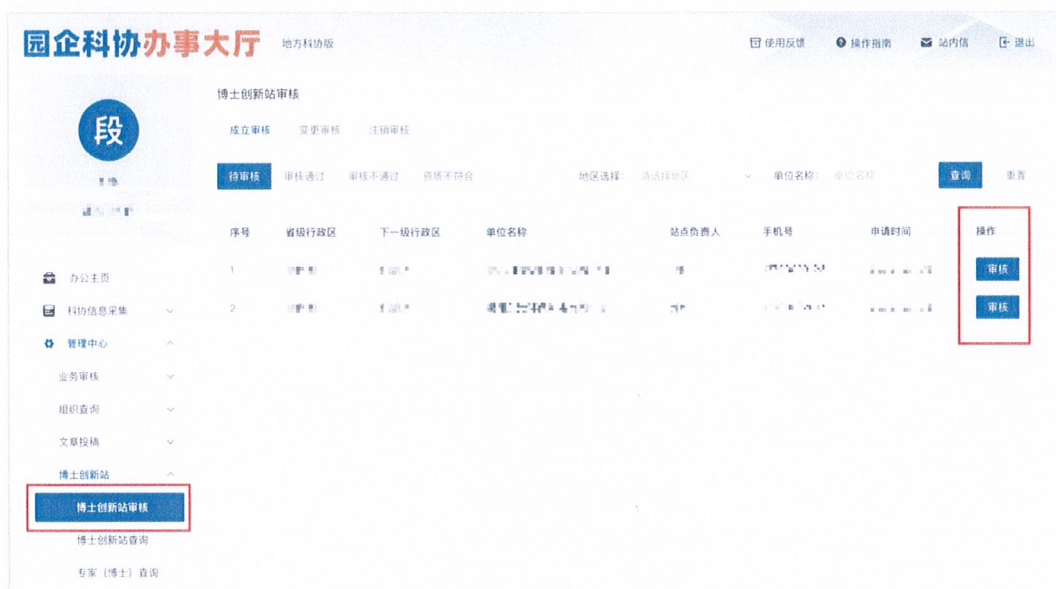 园企科协办事大厅 地方科协版 使用反馈 操作指南 站内信 退出
博士创新站审核
段
成立审核 变更审核 注销审核
待审核 审核通过 审核不通过 资质不符合 地区选择: 请选择地区 单位名称: 单位名称 查询 重置
序号 省级行政区 下一级行政区 单位名称 站点负责人 手机号 申请时间 操作
1 审核
2 审核
办公主页
科协信息采集
管理中心
业务审核
组织查询
文章投稿
博士创新站
博士创新站审核
博士创新站查询
专家（博士）查询